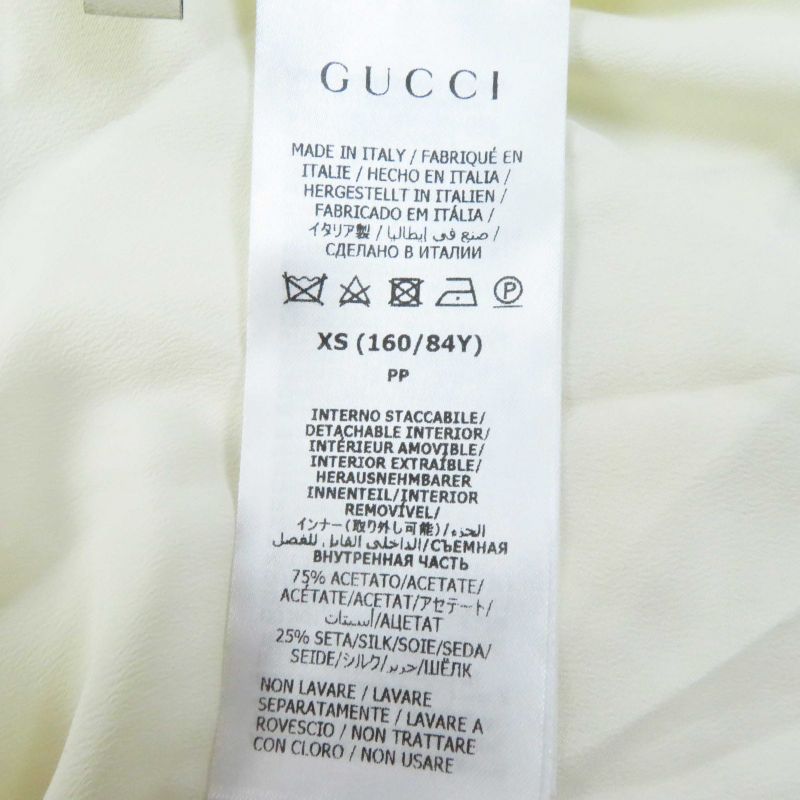 GUCCI
MADE IN ITALY / FABRIQUÉ EN
ITALIE / HECHO EN ITALIA /
HERGESTELLT IN ITALIEN /
FABRICADO EM ITÁLIA /
イタリア製 / صنع في إيطاليا /
СДЕЛАНО В ИТАЛИИ
P
XS (160/84Y)
PP
INTERNO STACCABILE/
DETACHABLE INTERIOR/
INTÉRIEUR AMOVIBLE/
INTERIOR EXTRAÍBLE/
HERAUSNEHMBARER
INNENTEIL/INTERIOR
REMOVÍVEL/
インナー(取り外し可能)/الجزء
الداخلي القابل للفصل/СЪЕМНАЯ
ВНУТРЕННАЯ ЧАСТЬ
75% ACETATO/ACETATE/
ACÉTATE/ACETAT/アセテート/
أسيتات/АЦЕТАТ
25% SETA/SILK/SOIE/SEDA/
SEIDE/シルク/حرير/ШЁЛК
NON LAVARE / LAVARE
SEPARATAMENTE / LAVARE A
ROVESCIO / NON TRATTARE
CON CLORO / NON USARE